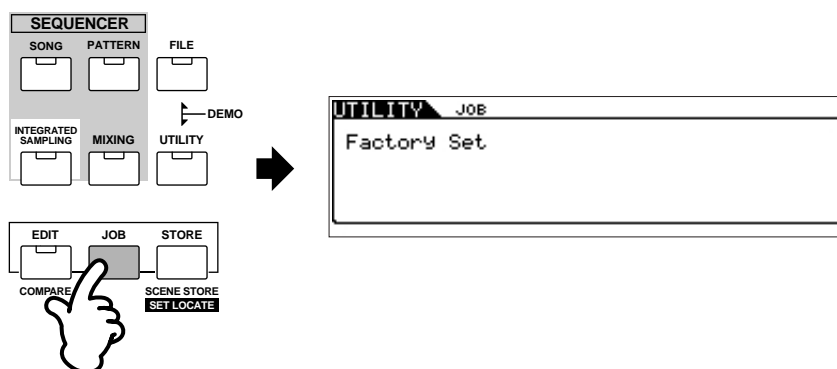 SEQUENCER
SONG PATTERN FILE
DEMO
INTEGRATED
SAMPLING MIXING UTILITY
EDIT JOB STORE
COMPARE SCENE STORE
SET LOCATE
UTILITY JOB
Factory Set